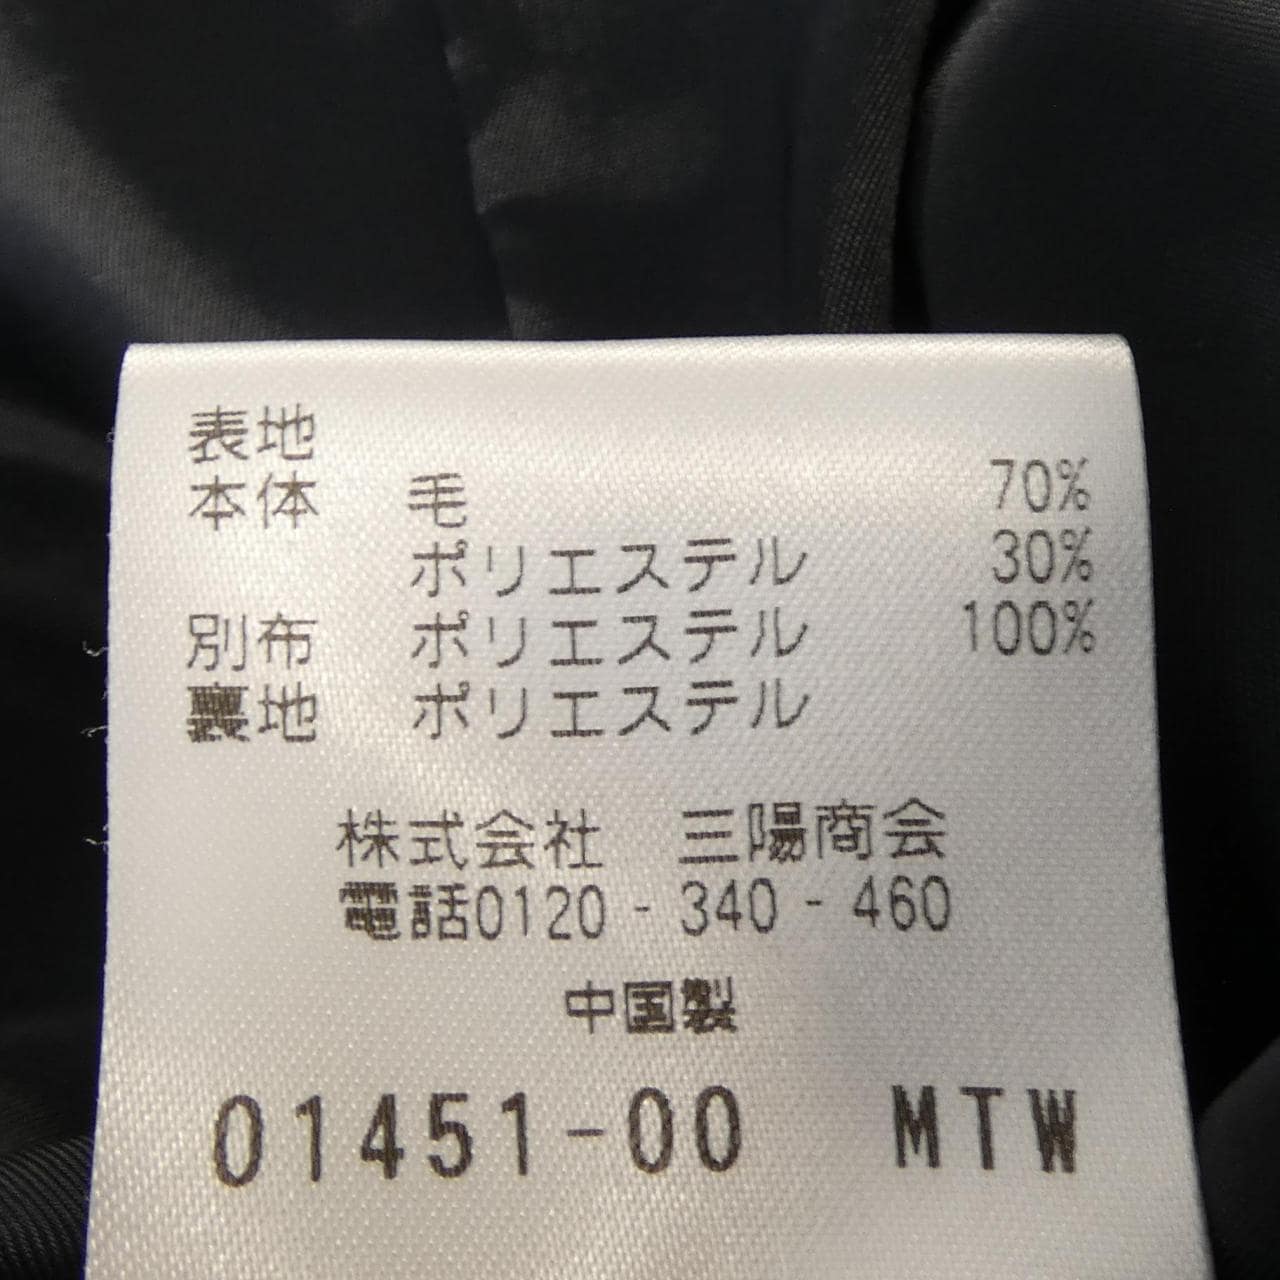 表地
本体 毛 70%
ポリエステル 30%
別布 ポリエステル 100%
裏地 ポリエステル
株式会社 三陽商会
電話0120-340-460
中国製
01451-00 MTW